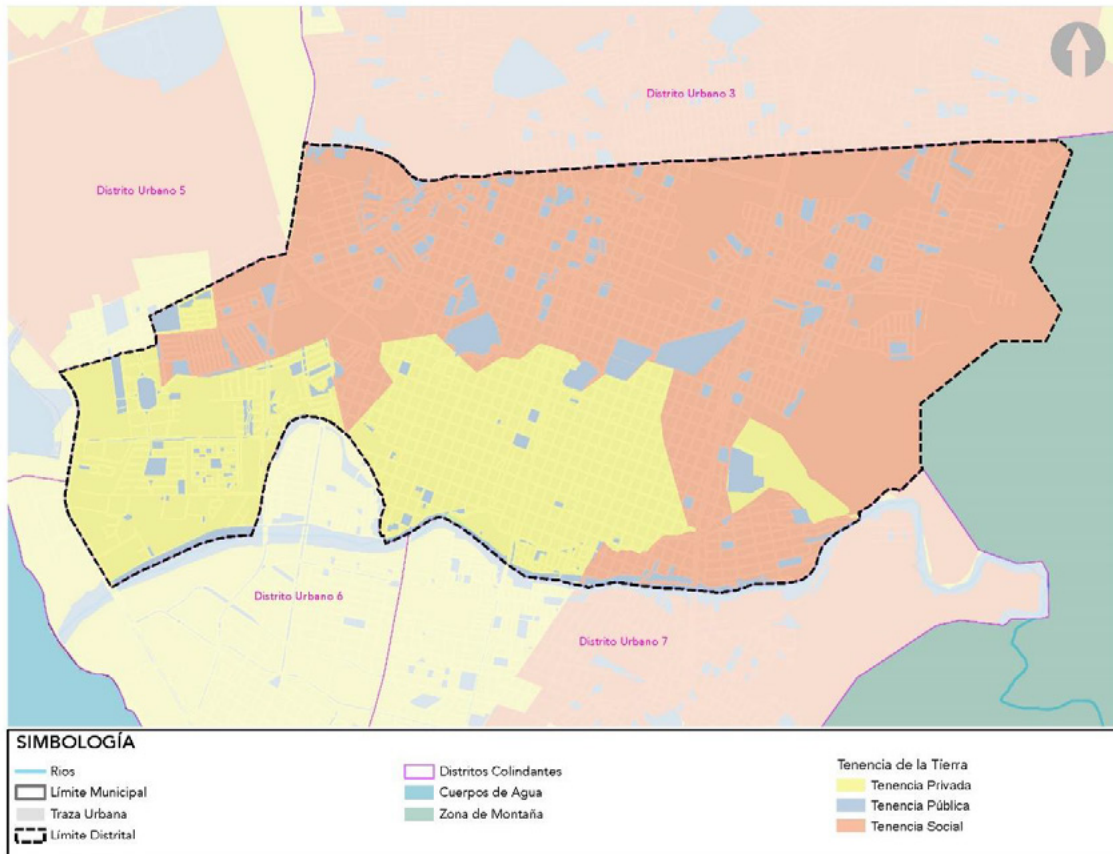 Distrito Urbano 3
Distrito Urbano 5
Distrito Urbano 6
Distrito Urbano 7
SIMBOLOGÍA
Rios
Límite Municipal
Traza Urbana
Límite Distrital
Distritos Colindantes
Cuerpos de Agua
Zona de Montaña
Tenencia de la Tierra
Tenencia Privada
Tenencia Pública
Tenencia Social